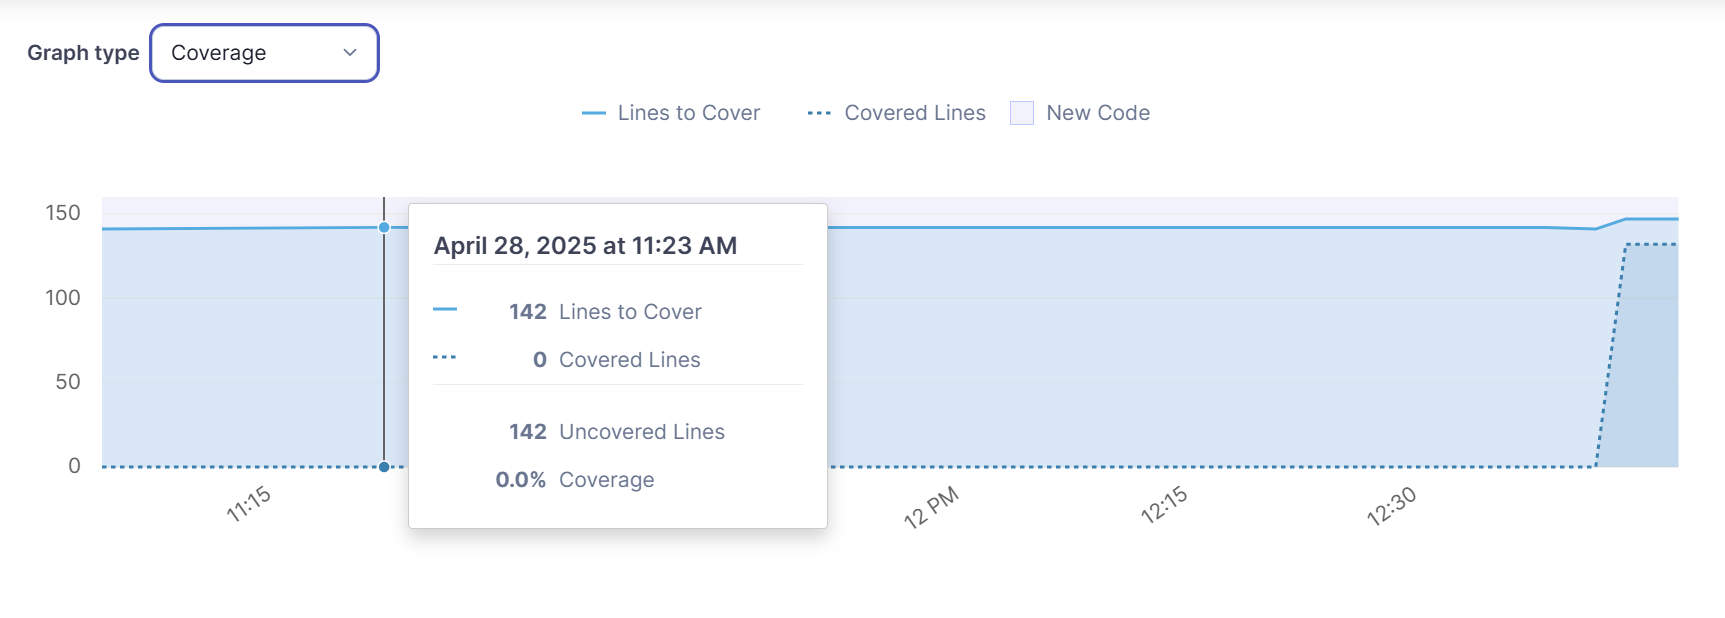 Graph type Coverage
Lines to Cover Covered Lines New Code
150
100
50
0
April 28, 2025 at 11:23 AM
142 Lines to Cover
0 Covered Lines
142 Uncovered Lines
0.0% Coverage
11:15 12 PM 12:15 12:30